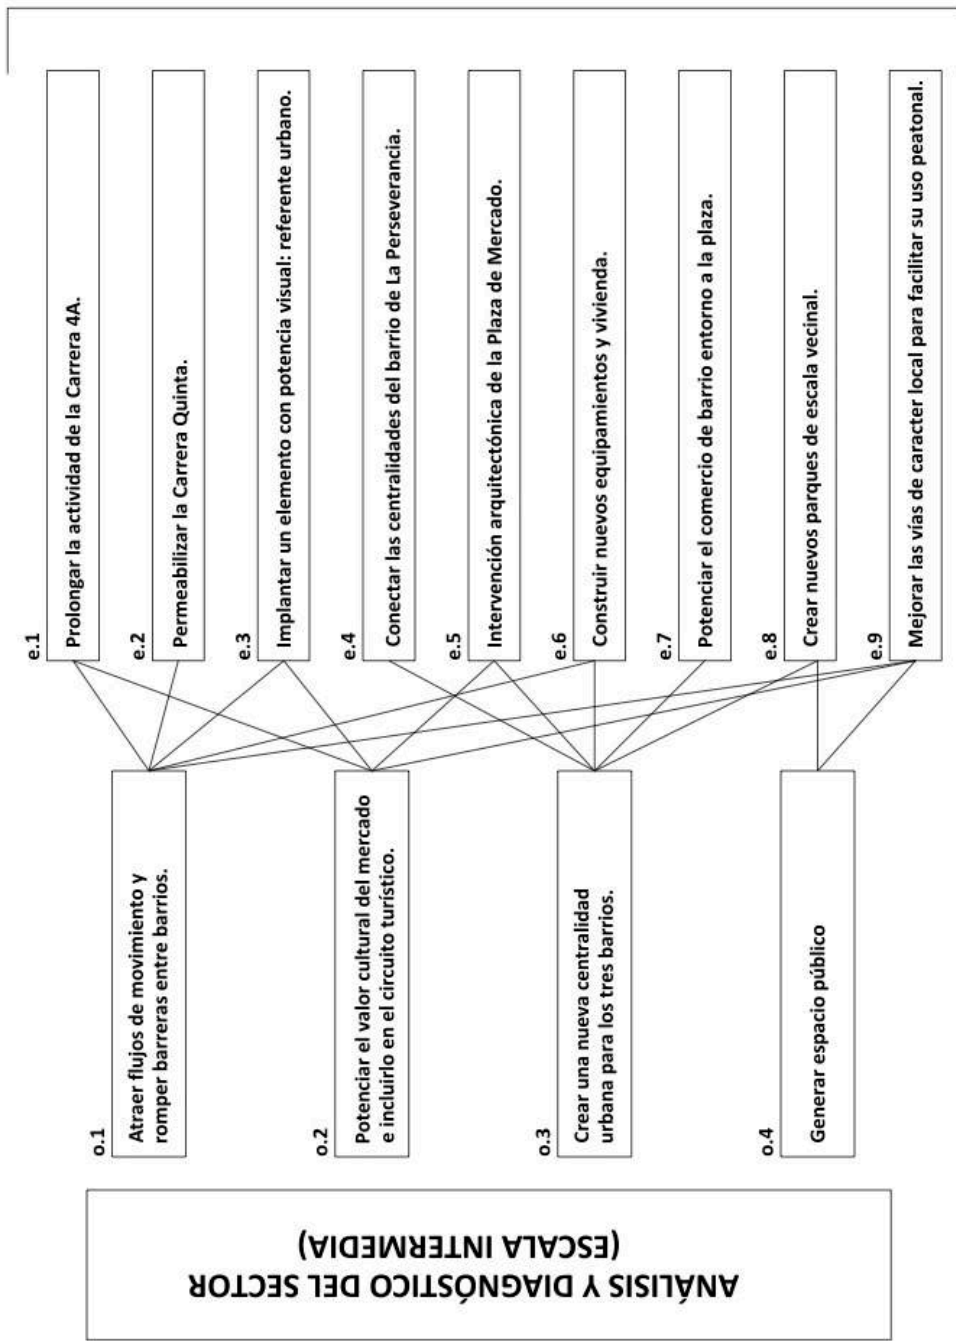 ANÁLISIS Y DIAGNÓSTICO DEL SECTOR
(ESCALA INTERMEDIA)
o.1
Atraer flujos de movimiento y
romper barreras entre barrios.
o.2
Potenciar el valor cultural del mercado
e incluirlo en el circuito turístico.
o.3
Crear una nueva centralidad
urbana para los tres barrios.
o.4
Generar espacio público
e.1
Prolongar la actividad de la Carrera 4A.
e.2
Permeabilizar la Carrera Quinta.
e.3
Implantar un elemento con potencia visual: referente urbano.
e.4
Conectar las centralidades del barrio de La Perseverancia.
e.5
Intervención arquitectónica de la Plaza de Mercado.
e.6
Construir nuevos equipamientos y vivienda.
e.7
Potenciar el comercio de barrio entorno a la plaza.
e.8
Crear nuevos parques de escala vecinal.
e.9
Mejorar las vías de caracter local para facilitar su uso peatonal.